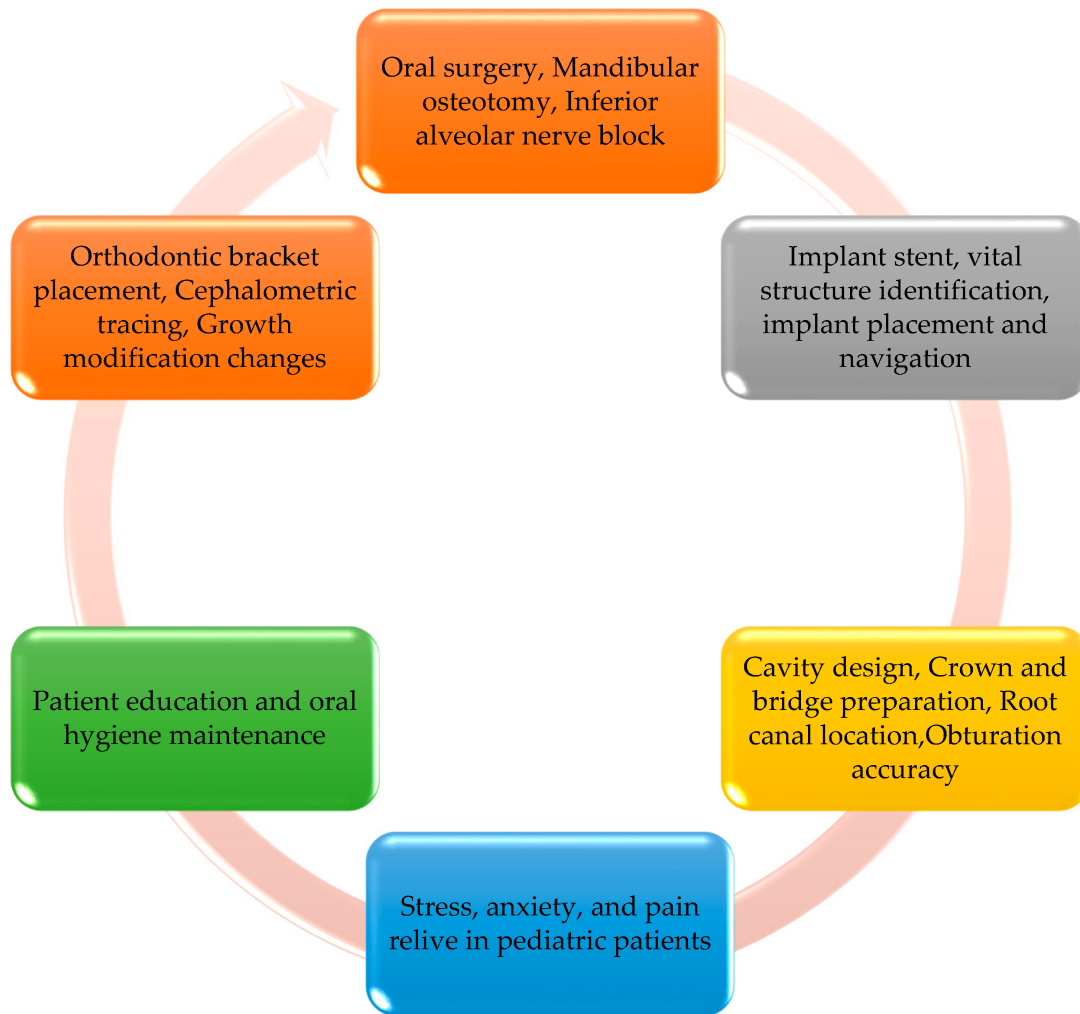 Oral surgery, Mandibular
osteotomy, Inferior
alveolar nerve block
Implant stent, vital
structure identification,
implant placement and
navigation
Cavity design, Crown and
bridge preparation, Root
canal location,Obturation
accuracy
Stress, anxiety, and pain
relive in pediatric patients
Patient education and oral
hygiene maintenance
Orthodontic bracket
placement, Cephalometric
tracing, Growth
modification changes